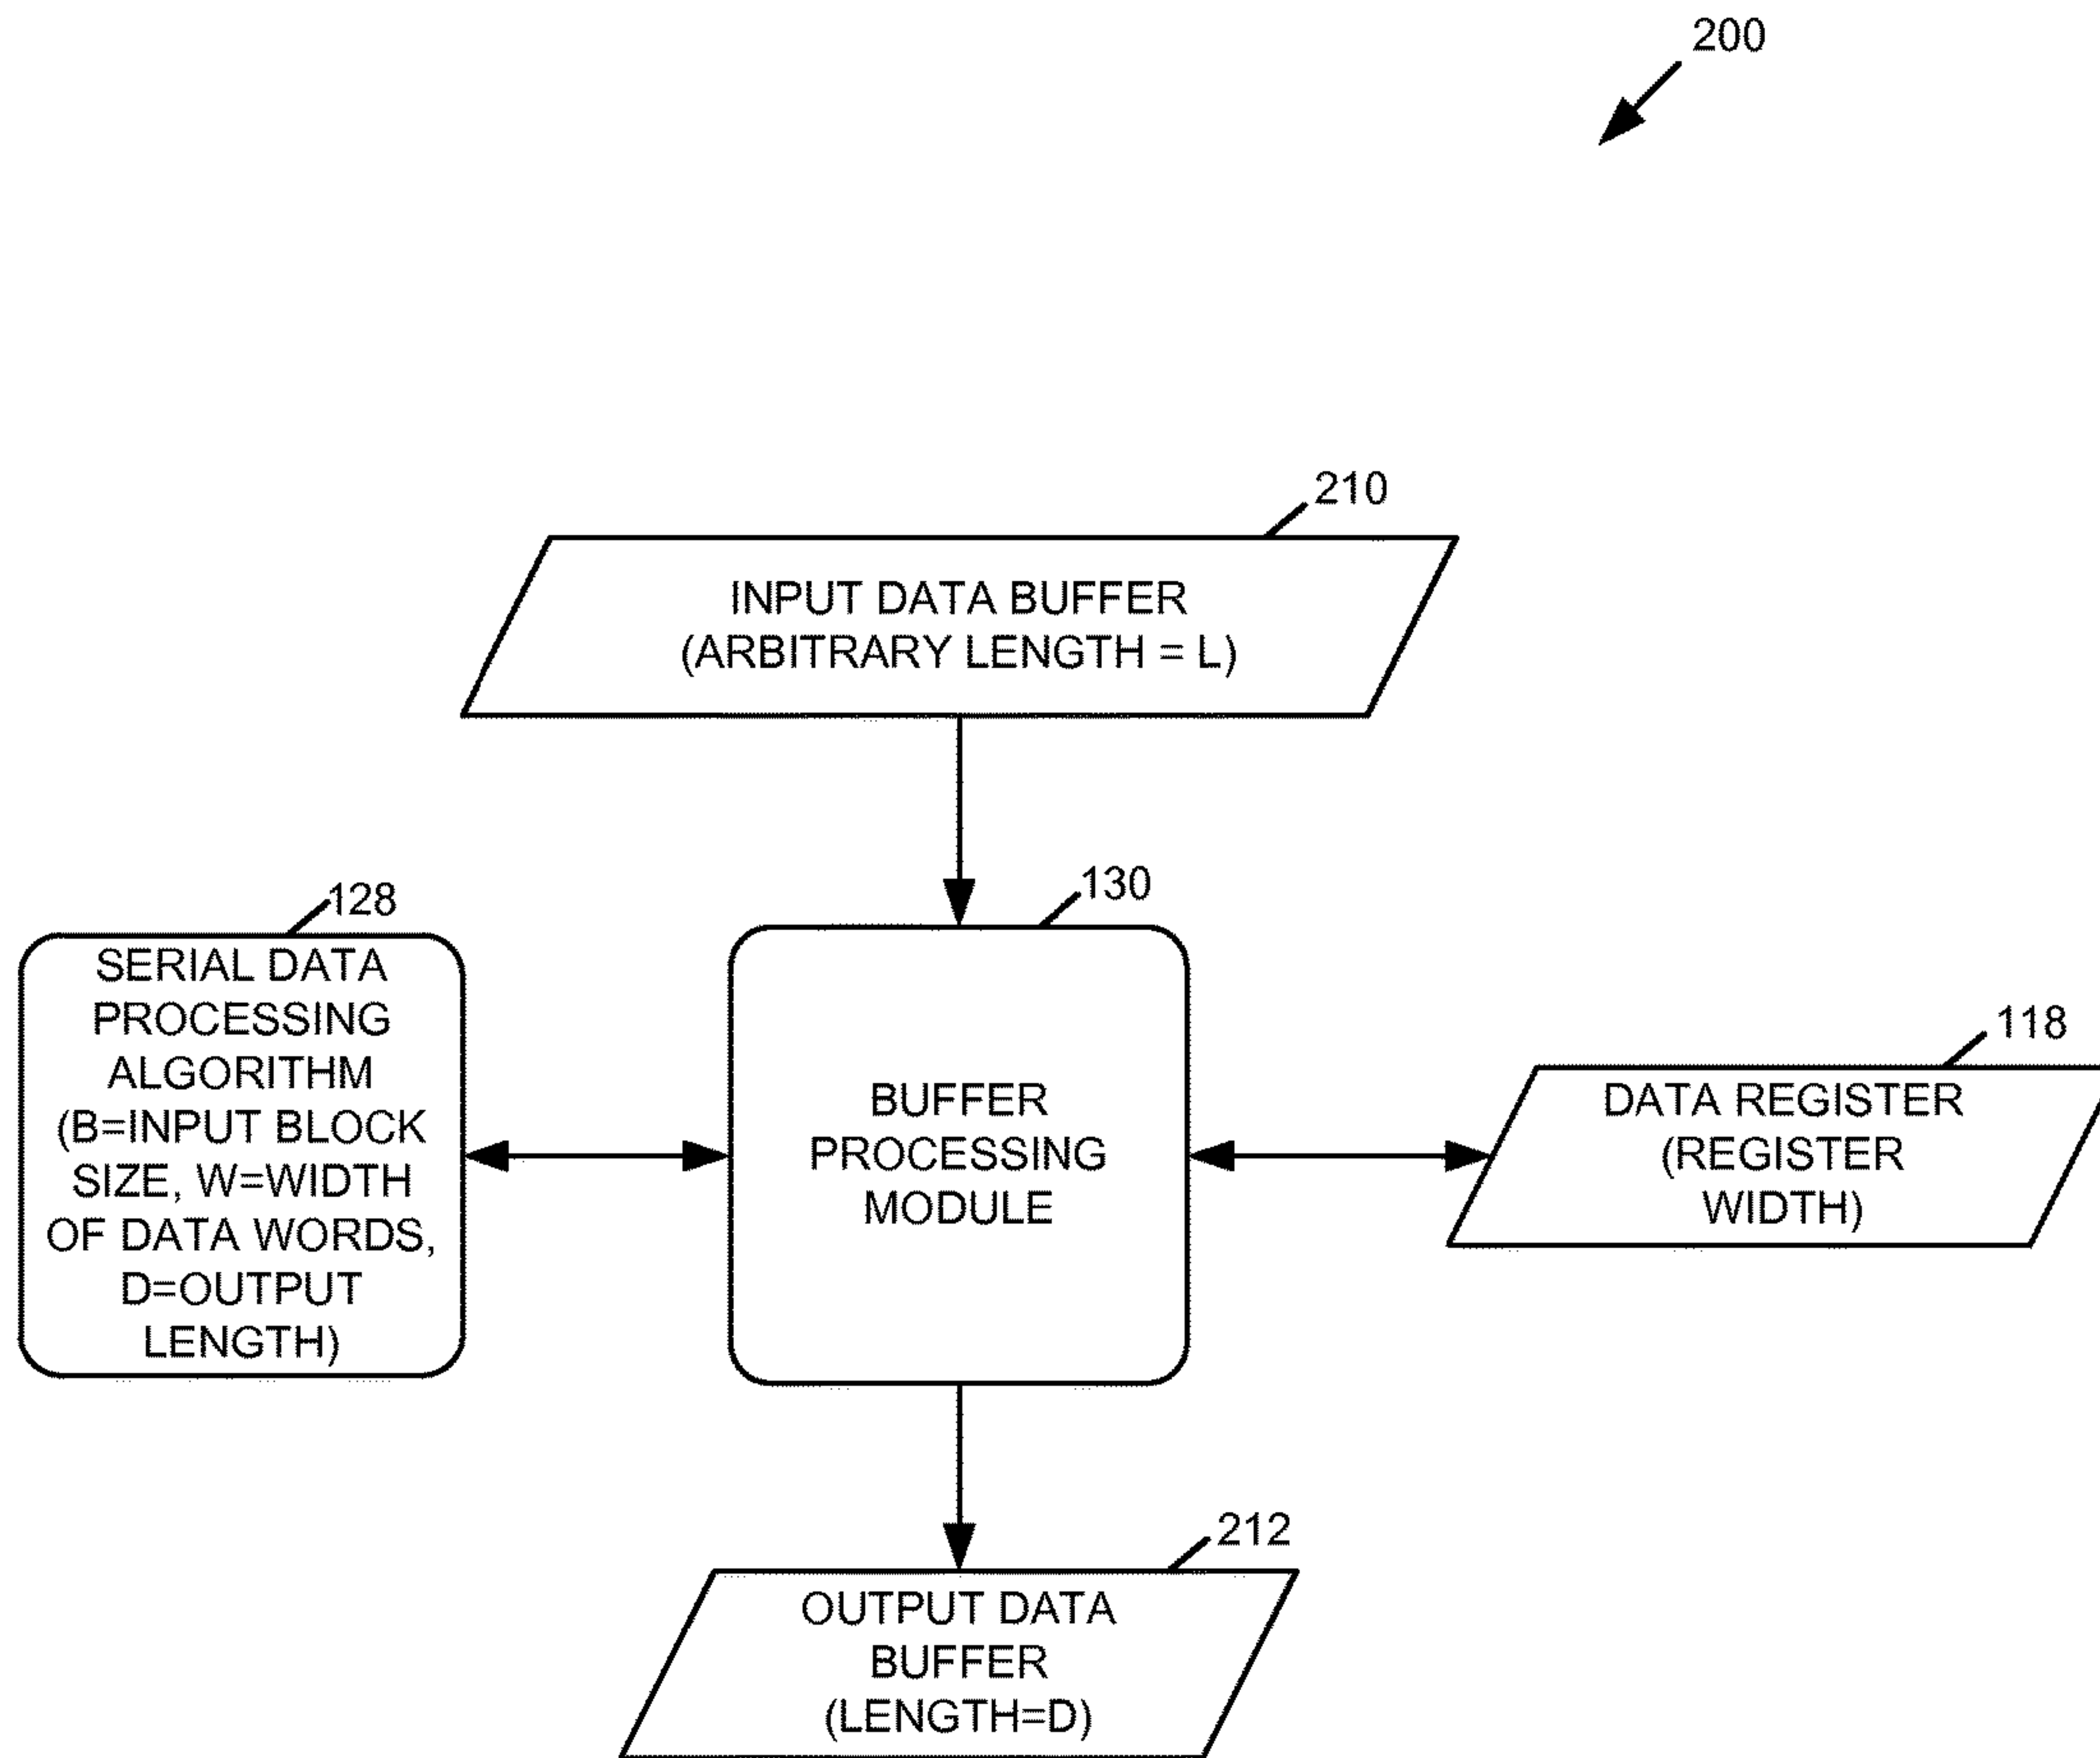 200
210
INPUT DATA BUFFER
(ARBITRARY LENGTH = L)
128
SERIAL DATA
PROCESSING
ALGORITHM
(B=INPUT BLOCK
SIZE, W=WIDTH
OF DATA WORDS,
D=OUTPUT
LENGTH)
130
BUFFER
PROCESSING
MODULE
118
DATA REGISTER
(REGISTER
WIDTH)
212
OUTPUT DATA
BUFFER
(LENGTH=D)